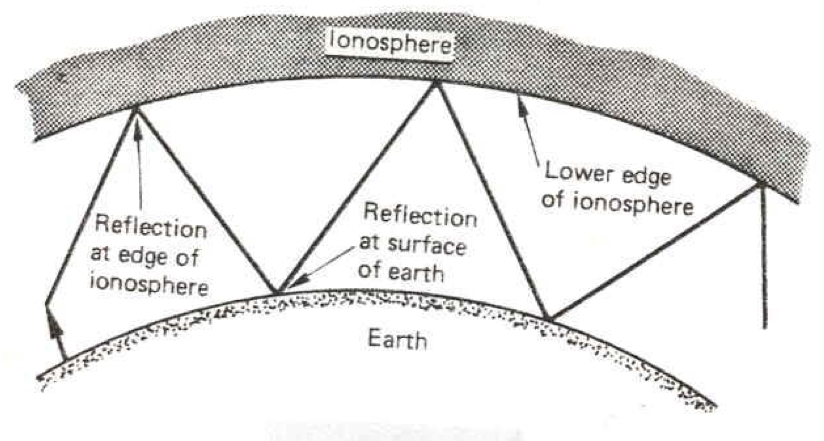 Ionosphere
Lower edge
of ionosphere
Reflection
at edge of
ionosphere
Reflection
at surface
of earth
Earth